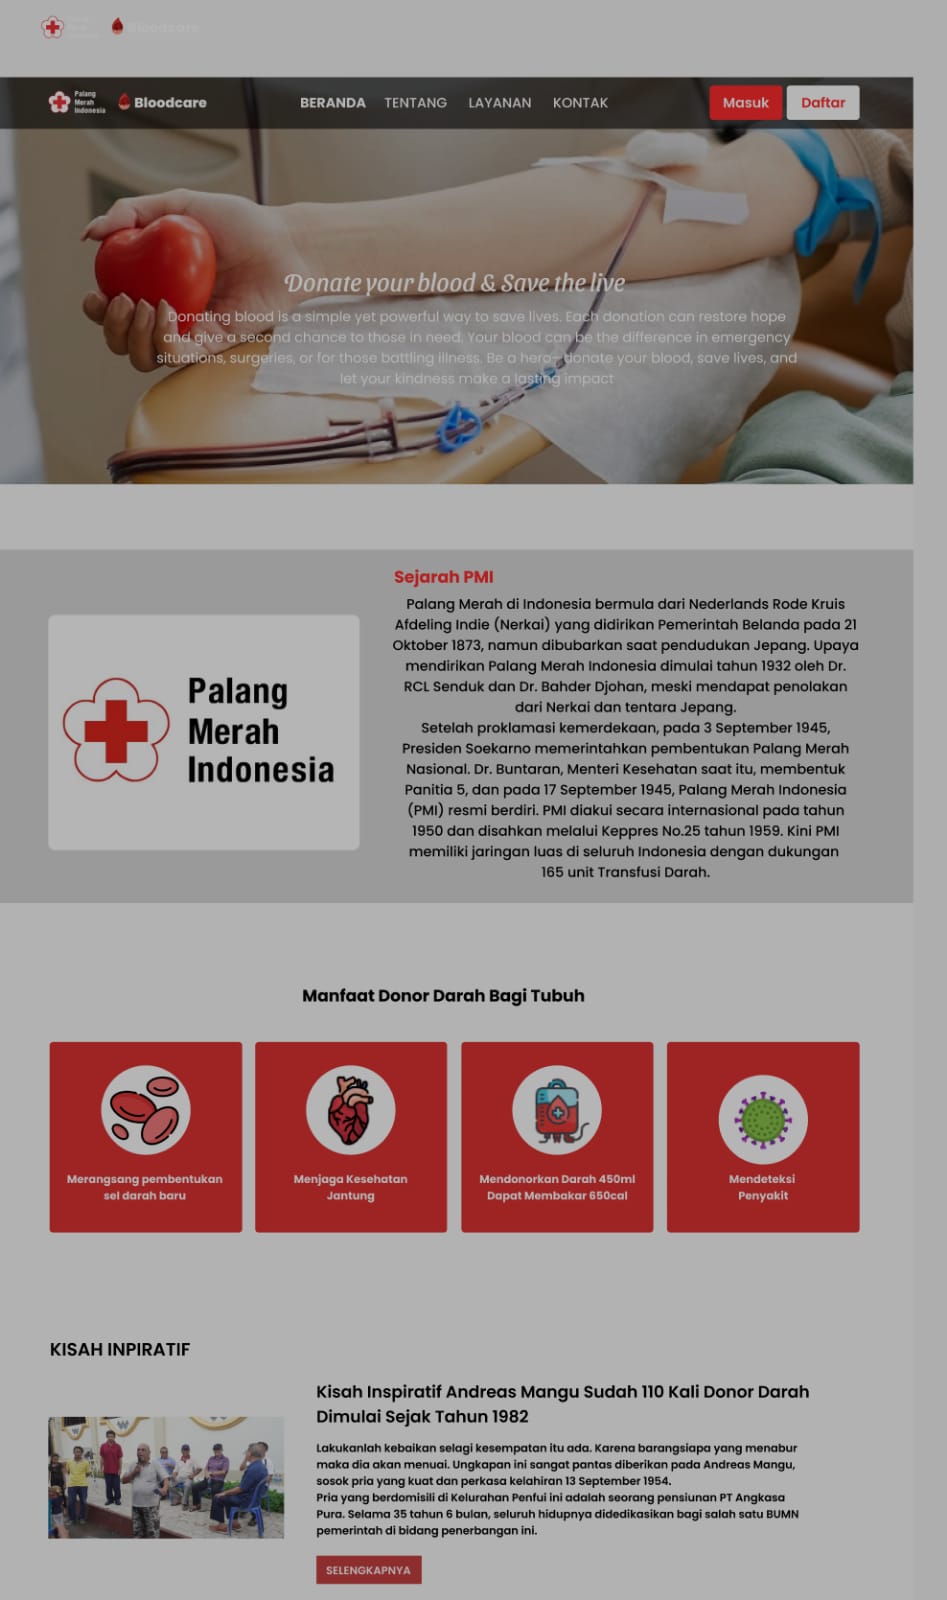 Bloodcare
Palang
Merah
Indonesia
Bloodcare
BERANDA TENTANG LAYANAN KONTAK
Masuk Daftar
Donate your blood & Save the live
Donating blood is a simple yet powerful way to save lives. Each donation can restore hope
and give a second chance to those in need. Your blood can be the difference in emergency
situations, surgeries, or for those battling illness. Be a hero—donate your blood, save lives, and
let your kindness make a lasting impact
Sejarah PMI
Palang Merah di Indonesia bermula dari Nederlands Rode Kruis
Afdeling Indie (Nerkai) yang didirikan Pemerintah Belanda pada 21
Oktober 1873, namun dibubarkan saat pendudukan Jepang. Upaya
mendirikan Palang Merah Indonesia dimulai tahun 1932 oleh Dr.
RCL Senduk dan Dr. Bahder Djohan, meski mendapat penolakan
dari Nerkai dan tentara Jepang.
Setelah proklamasi kemerdekaan, pada 3 September 1945,
Presiden Soekarno memerintahkan pembentukan Palang Merah
Nasional. Dr. Buntaran, Menteri Kesehatan saat itu, membentuk
Panitia 5, dan pada 17 September 1945, Palang Merah Indonesia
(PMI) resmi berdiri. PMI diakui secara internasional pada tahun
1950 dan disahkan melalui Keppres No.25 tahun 1959. Kini PMI
memiliki jaringan luas di seluruh Indonesia dengan dukungan
165 unit Transfusi Darah.
Palang
Merah
Indonesia
Manfaat Donor Darah Bagi Tubuh
Merangsang pembentukan
sel darah baru
Menjaga Kesehatan
Jantung
Mendonorkan Darah 450ml
Dapat Membakar 650cal
Mendeteksi
Penyakit
KISAH INPIRATIF
Kisah Inspiratif Andreas Mangu Sudah 110 Kali Donor Darah
Dimulai Sejak Tahun 1982
Lakukanlah kebaikan selagi kesempatan itu ada. Karena barangsiapa yang menabur
maka dia akan menuai. Ungkapan ini sangat pantas diberikan pada Andreas Mangu,
sosok pria yang kuat dan perkasa kelahiran 13 September 1954.
Pria yang berdomisili di Kelurahan Penfui ini adalah seorang pensiunan PT Angkasa
Pura. Selama 35 tahun 6 bulan, seluruh hidupnya didedikasikan bagi salah satu BUMN
pemerintah di bidang penerbangan ini.
SELENGKAPNYA